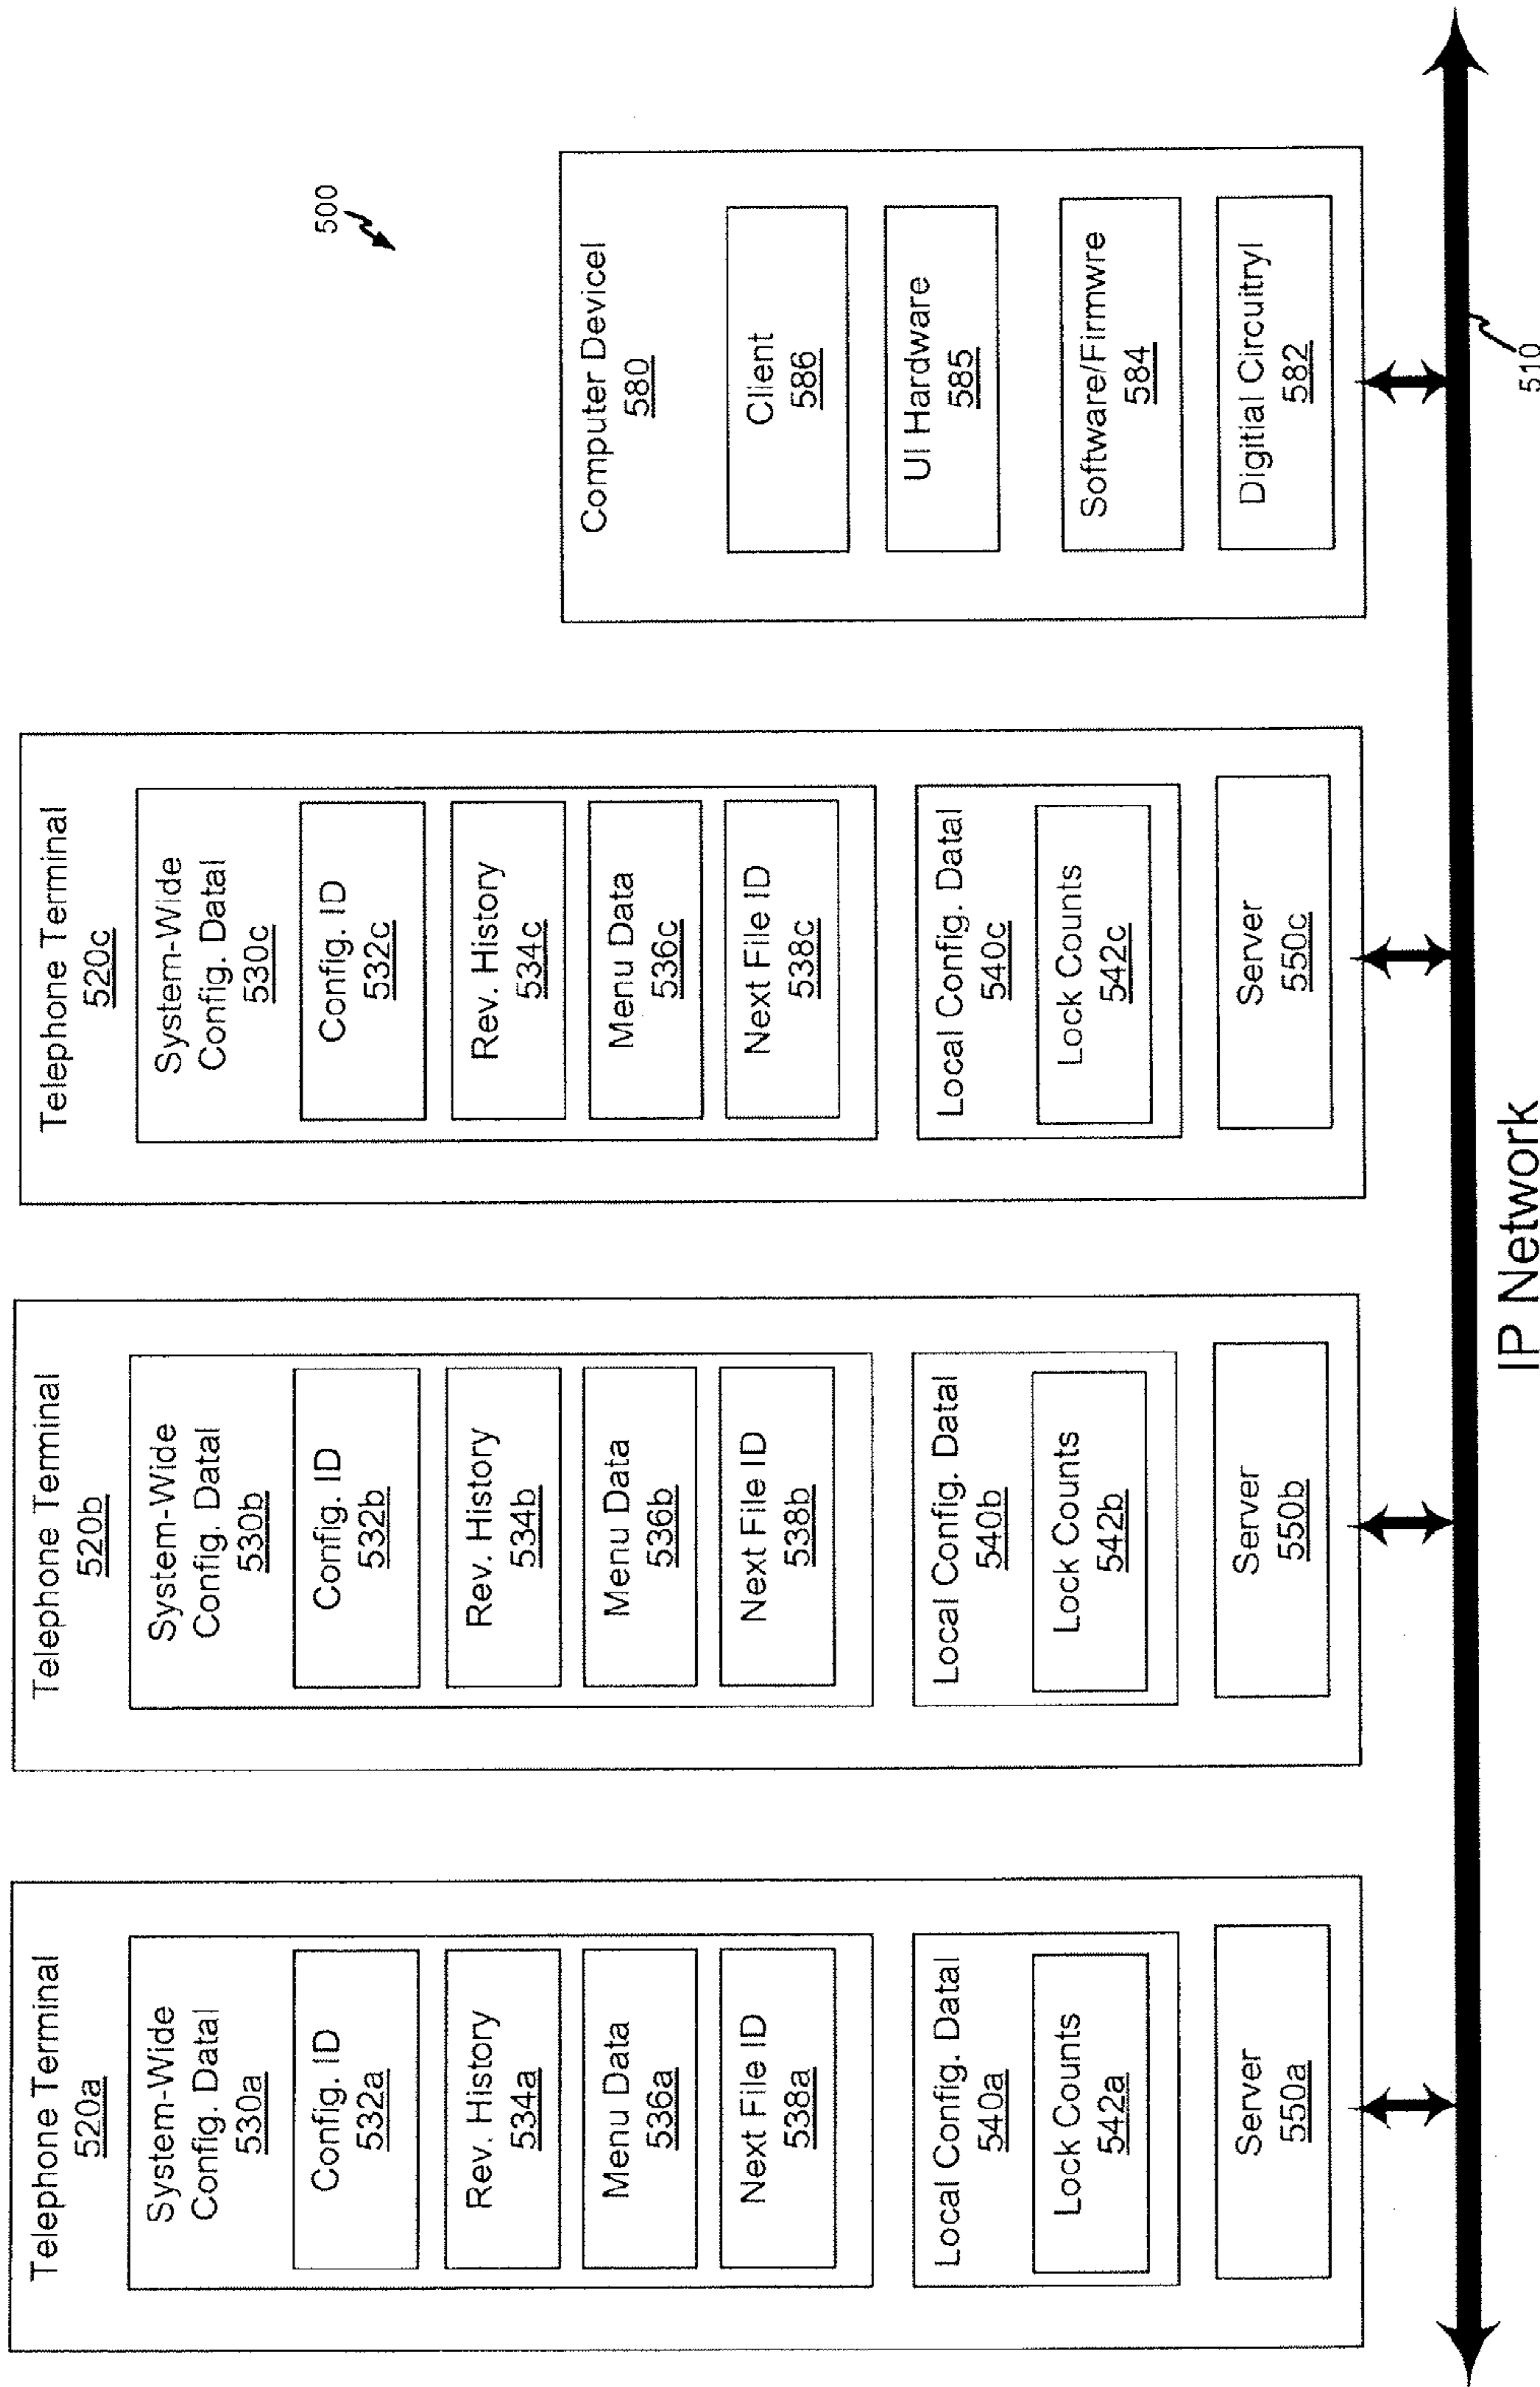 500
Telephone Terminal
520a
System-Wide
Config. Datal
530a
Config. ID
532a
Rev. History
534a
Menu Data
536a
Next File ID
538a
Local Config. Datal
540a
Lock Counts
542a
Server
550a
Telephone Terminal
520b
System-Wide
Config. Datal
530b
Config. ID
532b
Rev. History
534b
Menu Data
536b
Next File ID
538b
Local Config. Datal
540b
Lock Counts
542b
Server
550b
Telephone Terminal
520c
System-Wide
Config. Datal
530c
Config. ID
532c
Rev. History
534c
Menu Data
536c
Next File ID
538c
Local Config. Datal
540c
Lock Counts
542c
Server
550c
Computer Devicel
580
Client
586
UI Hardware
585
Software/Firmwre
584
Digitial Circuitryl
582
510
IP Network